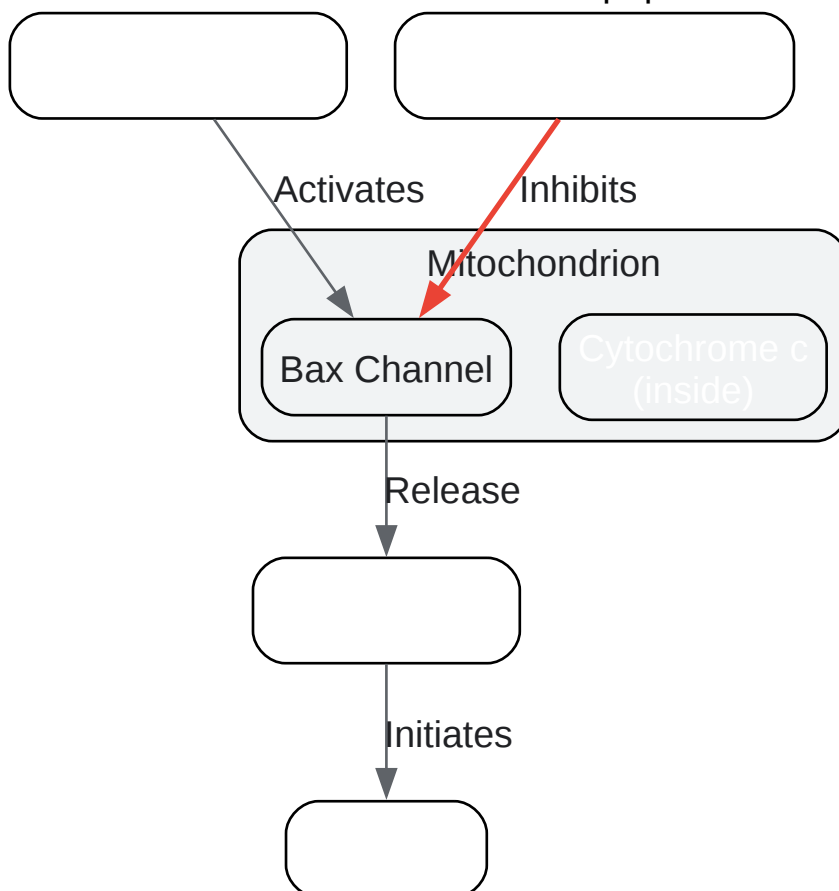 Activates
Inhibits
Mitochondrion
Bax Channel
Cytochrome c
(inside)
Release
Initiates